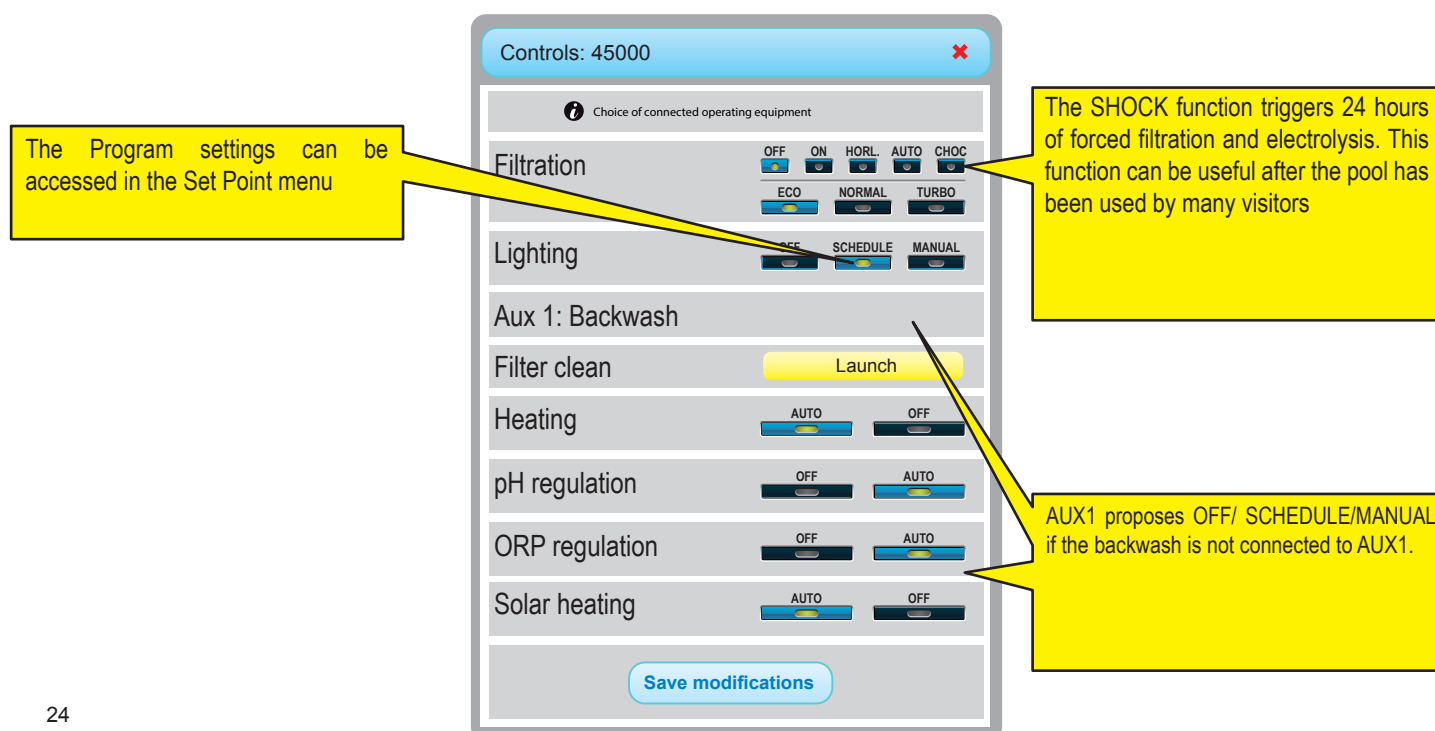 Controls: 45000
Choice of connected operating equipment
The Program settings can be
accessed in the Set Point menu
The SHOCK function triggers 24 hours
of forced filtration and electrolysis. This
function can be useful after the pool has
been used by many visitors
Filtration
OFF ON HORL. AUTO CHOC
ECO NORMAL TURBO
Lighting
SCHEDULE MANUAL
Aux 1: Backwash
Filter clean
Launch
Heating
AUTO OFF
pH regulation
OFF AUTO
AUX1 proposes OFF/ SCHEDULE/MANUAL
if the backwash is not connected to AUX1.
ORP regulation
OFF AUTO
Solar heating
AUTO OFF
Save modifications
24